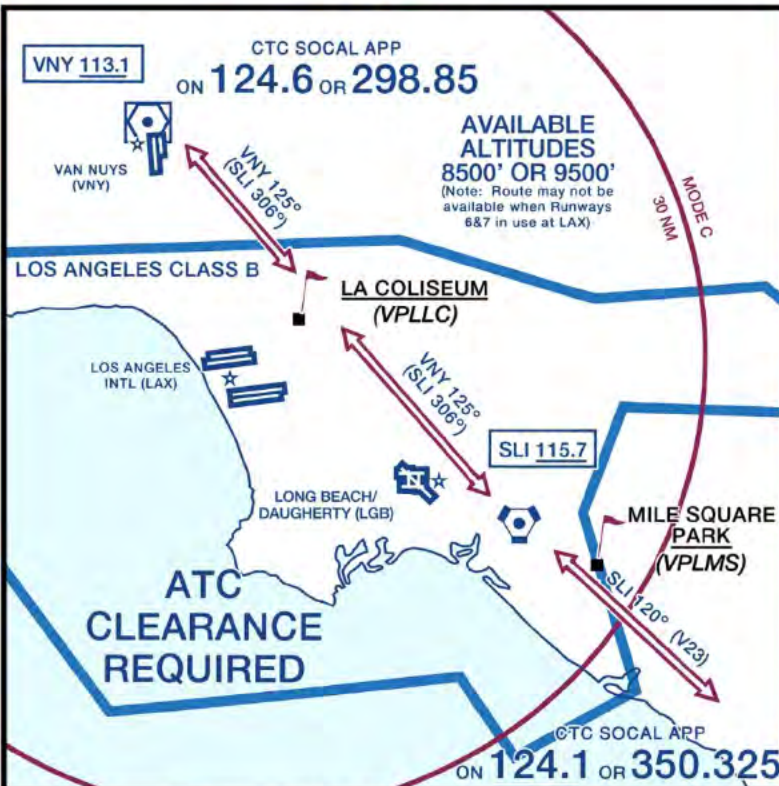 VNY 113.1
CTC SOCAL APP
ON 124.6 OR 298.85
VAN NUYS
(VNY)
VNY 125°
(SLI 306°)
AVAILABLE
ALTITUDES
8500' OR 9500'
(Note: Route may not be
available when Runways
6&7 in use at LAX)
MODE C
30 NM
LOS ANGELES CLASS B
LA COLISEUM
(VPLLC)
LOS ANGELES
INTL (LAX)
VNY 125°
(SLI 306°)
SLI 115.7
LONG BEACH/
DAUGHERTY (LGB)
MILE SQUARE
PARK
(VPLMS)
SLI 120° (V23)
ATC
CLEARANCE
REQUIRED
CTC SOCAL APP
ON 124.1 OR 350.325